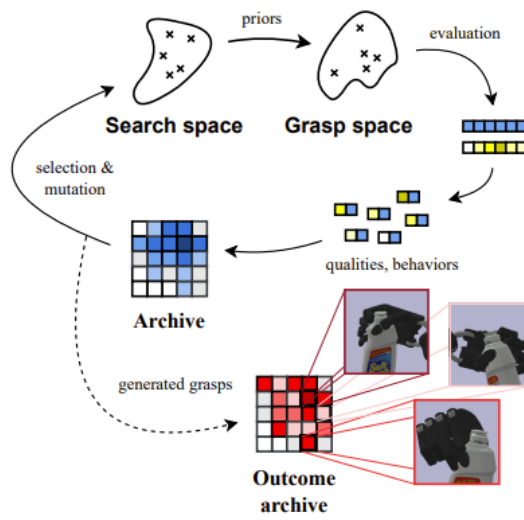 priors
evaluation
Search space
Grasp space
selection &
mutation
qualities, behaviors
Archive
generated grasps
Outcome
archive